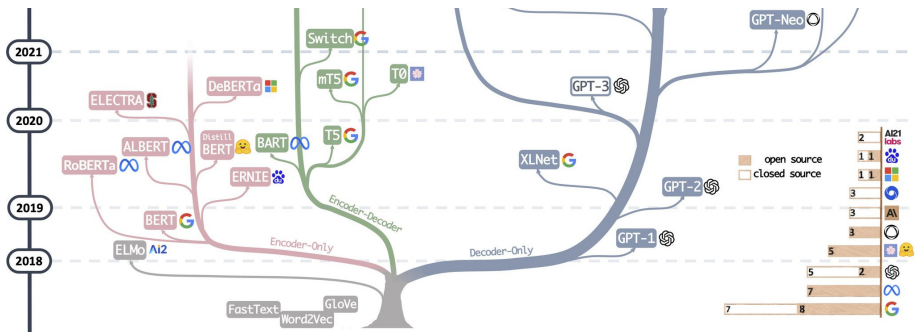 2021
2020
2019
2018
Switch
mT5
T0
T5
BART
DeBERTa
ELECTRA
ALBERT
Distill
BERT
RoBERTa
ERNIE
BERT
ELMo Ai2
FastText
Word2Vec
GloVe
Encoder-Only
Encoder-Decoder
Decoder-Only
GPT-Neo
GPT-3
XLNet
GPT-2
GPT-1
open source
closed source
2 AI21 labs
1 1
1 1
3
3 A\
3
5
5 2
7
7 8